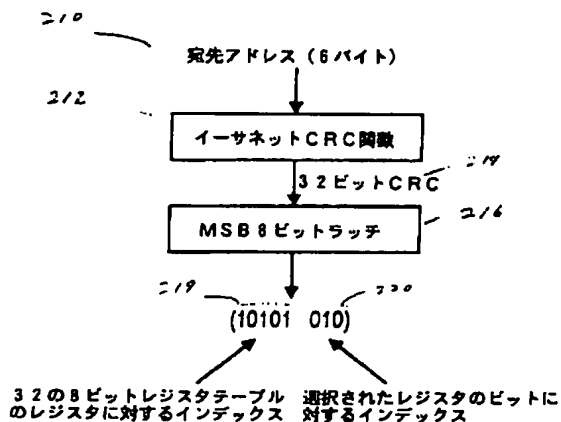 210
宛先アドレス(6バイト)
212
イーサネットCRC関数
32ビットCRC
216
MSB8ビットラッチ
(10101 010)
32の8ビットレジスタテーブル
のレジスタに対するインデックス
選択されたレジスタのビットに
対するインデックス